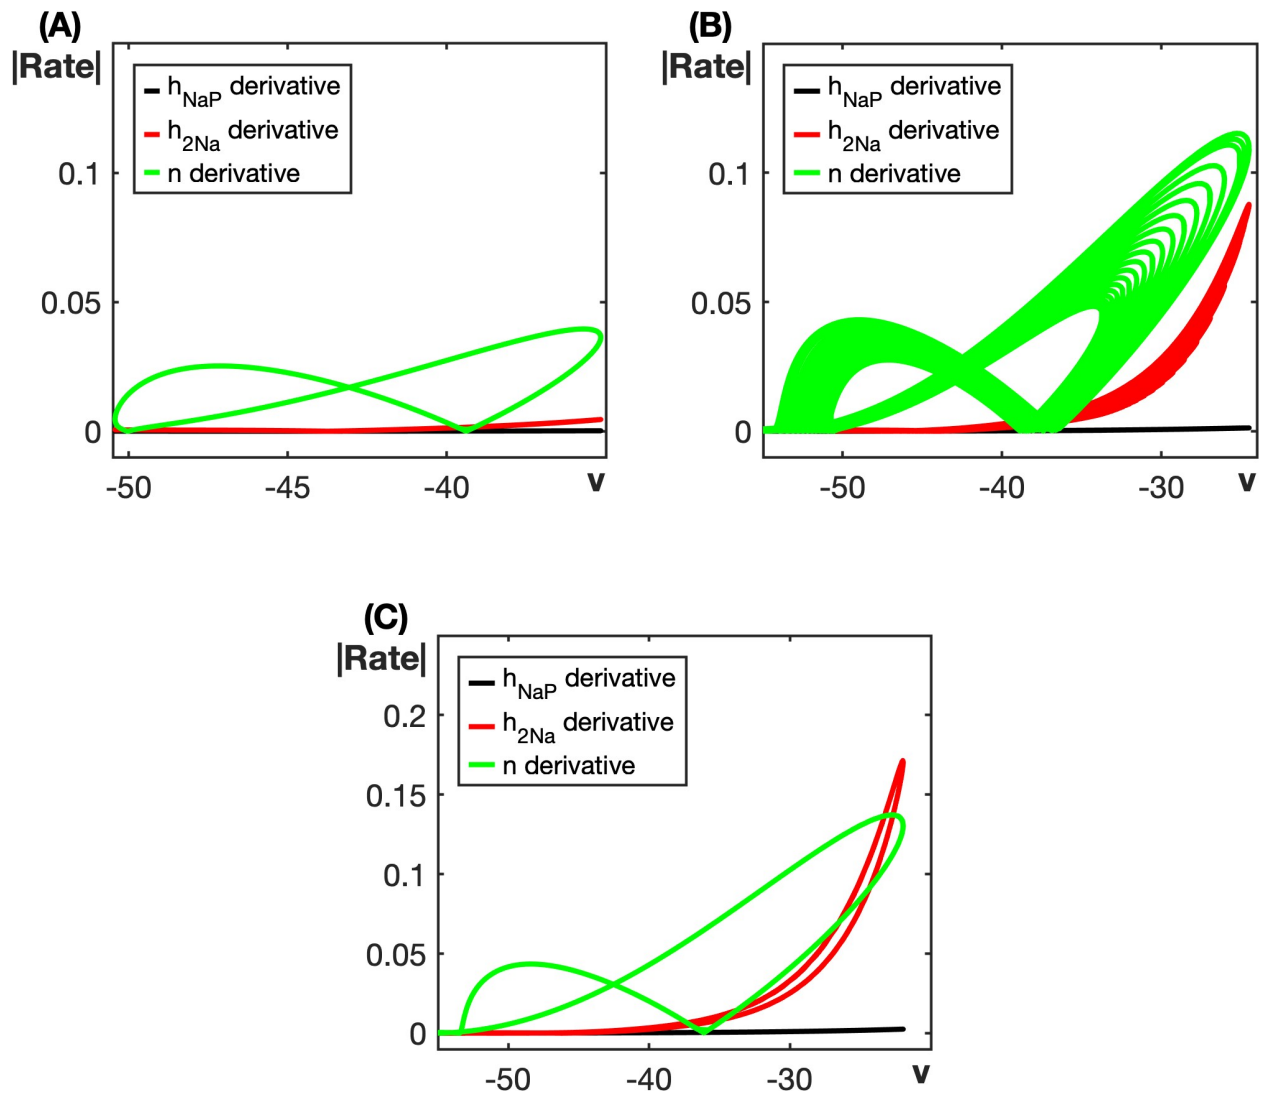 (A)
|Rate|
h_NaP derivative
h_2Na derivative
n derivative
0.1
0.05
0
-50
-45
-40
v
(B)
|Rate|
h_NaP derivative
h_2Na derivative
n derivative
0.1
0.05
0
-50
-40
-30
v
(C)
|Rate|
h_NaP derivative
h_2Na derivative
n derivative
0.2
0.15
0.1
0.05
0
-50
-40
-30
v